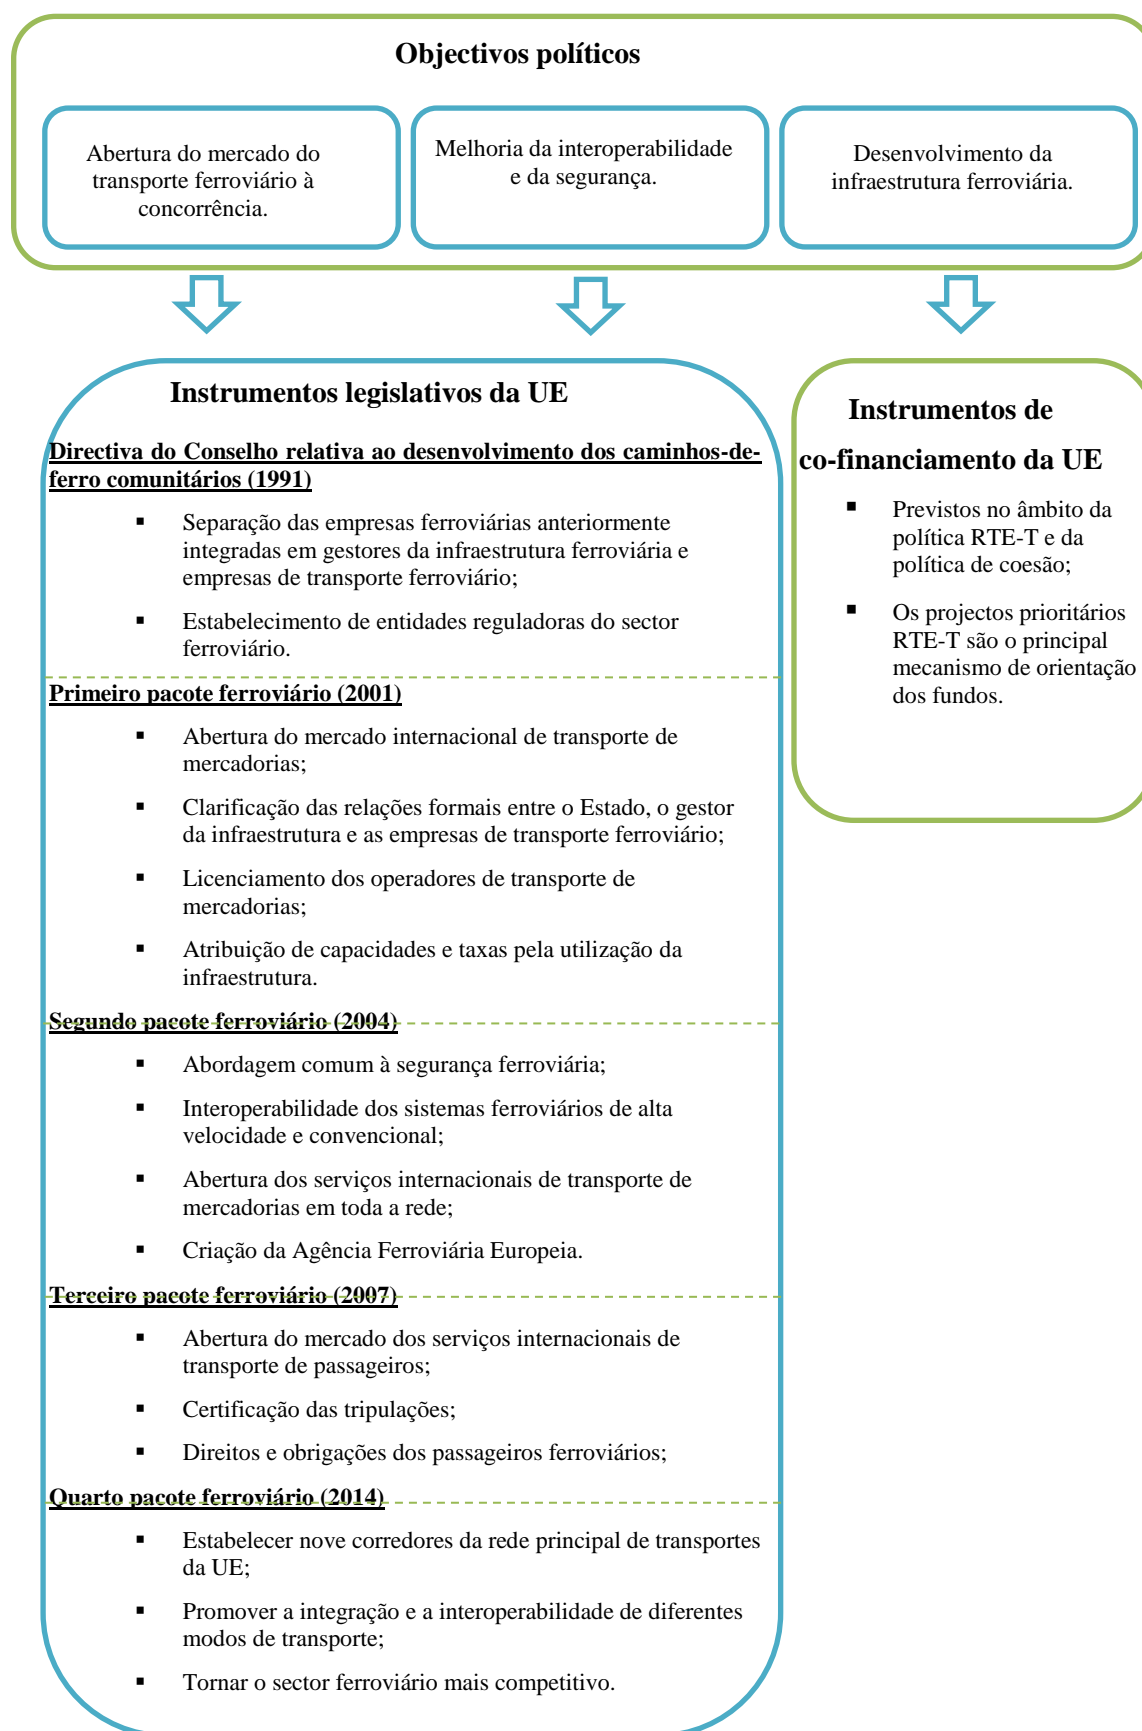 Objectivos políticos
Abertura do mercado do
transporte ferroviário à
concorrência.
Melhoria da interoperabilidade
e da segurança.
Desenvolvimento da
infraestrutura ferroviária.
Instrumentos legislativos da UE
Directiva do Conselho relativa ao desenvolvimento dos caminhos-de-
ferro comunitários (1991)
▪ Separação das empresas ferroviárias anteriormente
integradas em gestores da infraestrutura ferroviária e
empresas de transporte ferroviário;
▪ Estabelecimento de entidades reguladoras do sector
ferroviário.
Primeiro pacote ferroviário (2001)
▪ Abertura do mercado internacional de transporte de
mercadorias;
▪ Clarificação das relações formais entre o Estado, o gestor
da infraestrutura e as empresas de transporte ferroviário;
▪ Licenciamento dos operadores de transporte de
mercadorias;
▪ Atribuição de capacidades e taxas pela utilização da
infraestrutura.
Segundo pacote ferroviário (2004)
▪ Abordagem comum à segurança ferroviária;
▪ Interoperabilidade dos sistemas ferroviários de alta
velocidade e convencional;
▪ Abertura dos serviços internacionais de transporte de
mercadorias em toda a rede;
▪ Criação da Agência Ferroviária Europeia.
Terceiro pacote ferroviário (2007)
▪ Abertura do mercado dos serviços internacionais de
transporte de passageiros;
▪ Certificação das tripulações;
▪ Direitos e obrigações dos passageiros ferroviários;
Quarto pacote ferroviário (2014)
▪ Estabelecer nove corredores da rede principal de transportes
da UE;
▪ Promover a integração e a interoperabilidade de diferentes
modos de transporte;
▪ Tornar o sector ferroviário mais competitivo.
Instrumentos de
co-financiamento da UE
▪ Previstos no âmbito da
política RTE-T e da
política de coesão;
▪ Os projectos prioritários
RTE-T são o principal
mecanismo de orientação
dos fundos.